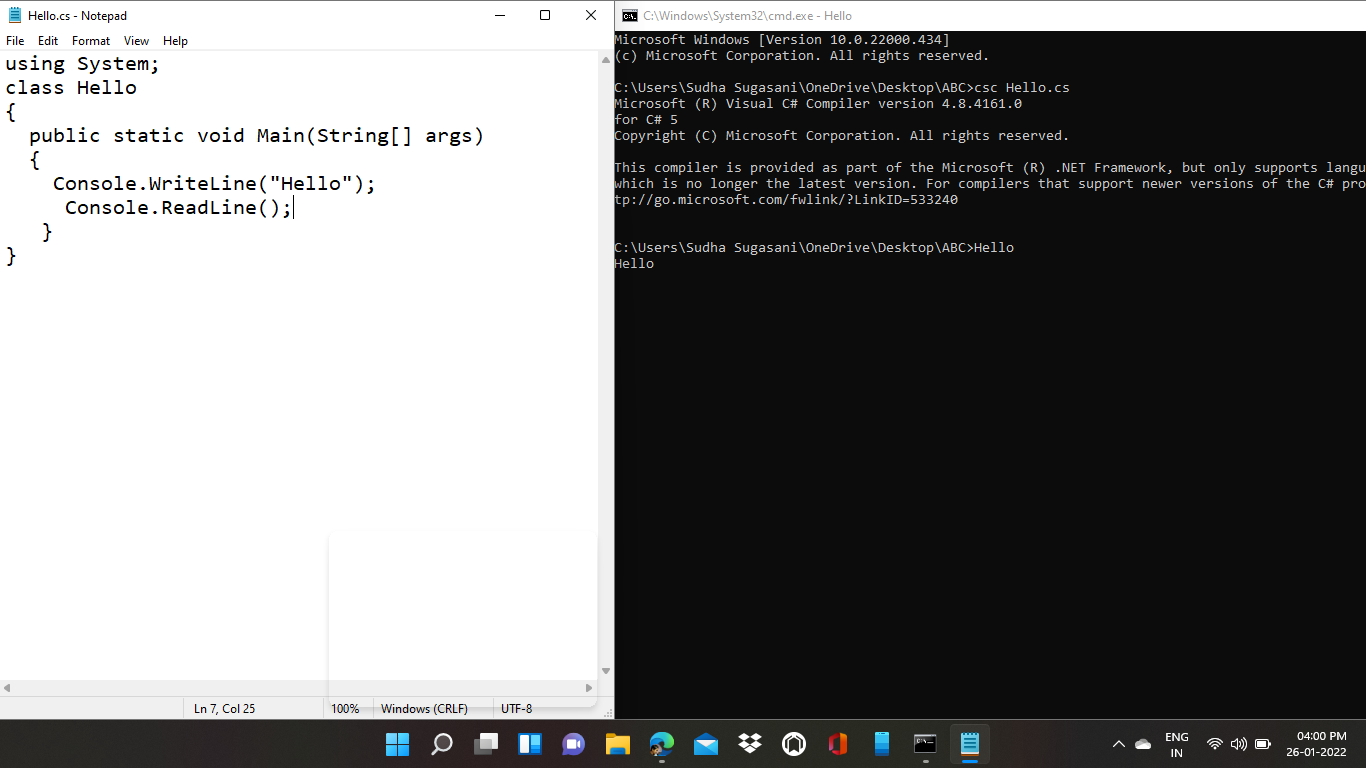 Hello.cs - Notepad
File Edit Format View Help
using System;
class Hello
{
public static void Main(String[] args)
{
Console.WriteLine("Hello");
Console.ReadLine();
}
}
Ln 7, Col 25 100% Windows (CRLF) UTF-8
C:\Windows\System32\cmd.exe - Hello
Microsoft Windows [Version 10.0.22000.434]
(c) Microsoft Corporation. All rights reserved.
C:\Users\Sudha Sugasani\OneDrive\Desktop\ABC>csc Hello.cs
Microsoft (R) Visual C# Compiler version 4.8.4161.0
for C# 5
Copyright (C) Microsoft Corporation. All rights reserved.
This compiler is provided as part of the Microsoft (R) .NET Framework, but only supports langu
which is no longer the latest version. For compilers that support newer versions of the C# pro
tp://go.microsoft.com/fwlink/?LinkID=533240
C:\Users\Sudha Sugasani\OneDrive\Desktop\ABC>Hello
Hello
ENG
IN
04:00 PM
26-01-2022